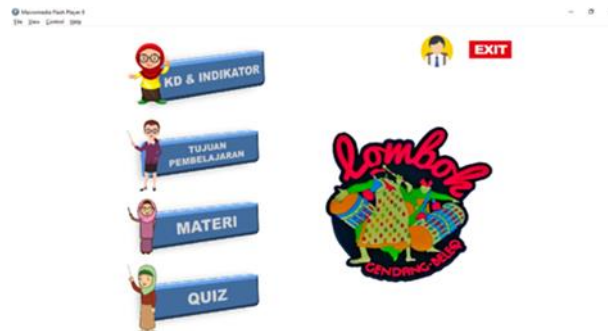 Macromedia Flash Player 8
File View Control Help
EXIT
KD & INDIKATOR
TUJUAN
PEMBELAJARAN
MATERI
QUIZ
Lombok
GENDANG-BELEQ